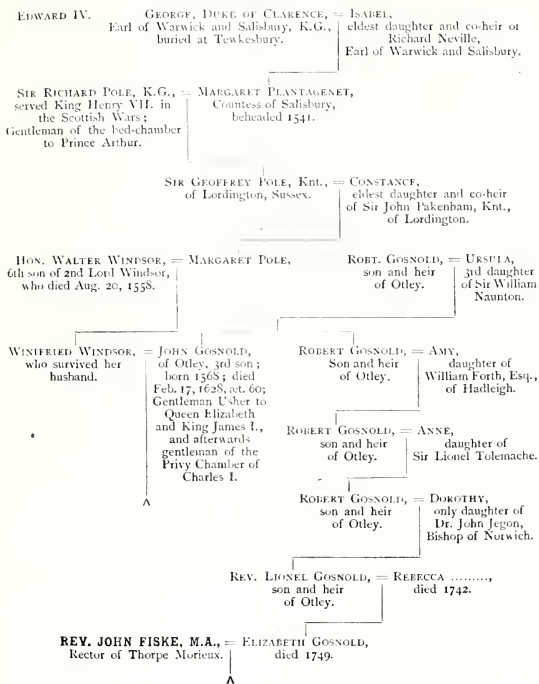 EDWARD IV.
GEORGE, DUKE OF CLARENCE, = ISABEL,
Earl of Warwick and Salisbury, K.G.,
buried at Tewkesbury.
eldest daughter and co-heir of
Richard Neville,
Earl of Warwick and Salisbury.
SIR RICHARD POLE, K.G., = MARGARET PLANTAGENET,
served King Henry VII. in
the Scottish Wars;
Gentleman of the bed-chamber
to Prince Arthur.
Countess of Salisbury,
beheaded 1541.
SIR GEOFFREY POLE, Knt., = CONSTANCE,
of Lordington, Sussex.
eldest daughter and co-heir
of Sir John Pakenham, Knt.,
of Lordington.
HON. WALTER WINDSOR, = MARGARET POLE,
6th son of 2nd Lord Windsor,
who died Aug. 20, 1558.
ROBT. GOSNOLD, = URSULA,
son and heir
of Otley.
3rd daughter
of Sir William
Naunton.
WINIFRIED WINDSOR, = JOHN GOSNOLD,
who survived her
husband.
of Otley, 3rd son;
born 1568; died
Feb. 17, 1628, æt. 60;
Gentleman Usher to
Queen Elizabeth
and King James I.,
and afterwards
gentleman of the
Privy Chamber of
Charles I.
ROBERT GOSNOLD, = AMY,
Son and heir
of Otley.
daughter of
William Forth, Esq.,
of Hadleigh.
ROBERT GOSNOLD, = ANNE,
son and heir
of Otley.
daughter of
Sir Lionel Tolemache.
ROBERT GOSNOLD, = DOROTHY,
son and heir
of Otley.
only daughter of
Dr. John Jegon,
Bishop of Norwich.
REV. LIONEL GOSNOLD, = REBECCA .........,
son and heir
of Otley.
died 1742.
REV. JOHN FISKE, M.A., = ELIZABETH GOSNOLD,
Rector of Thorpe Morieux.
died 1749.